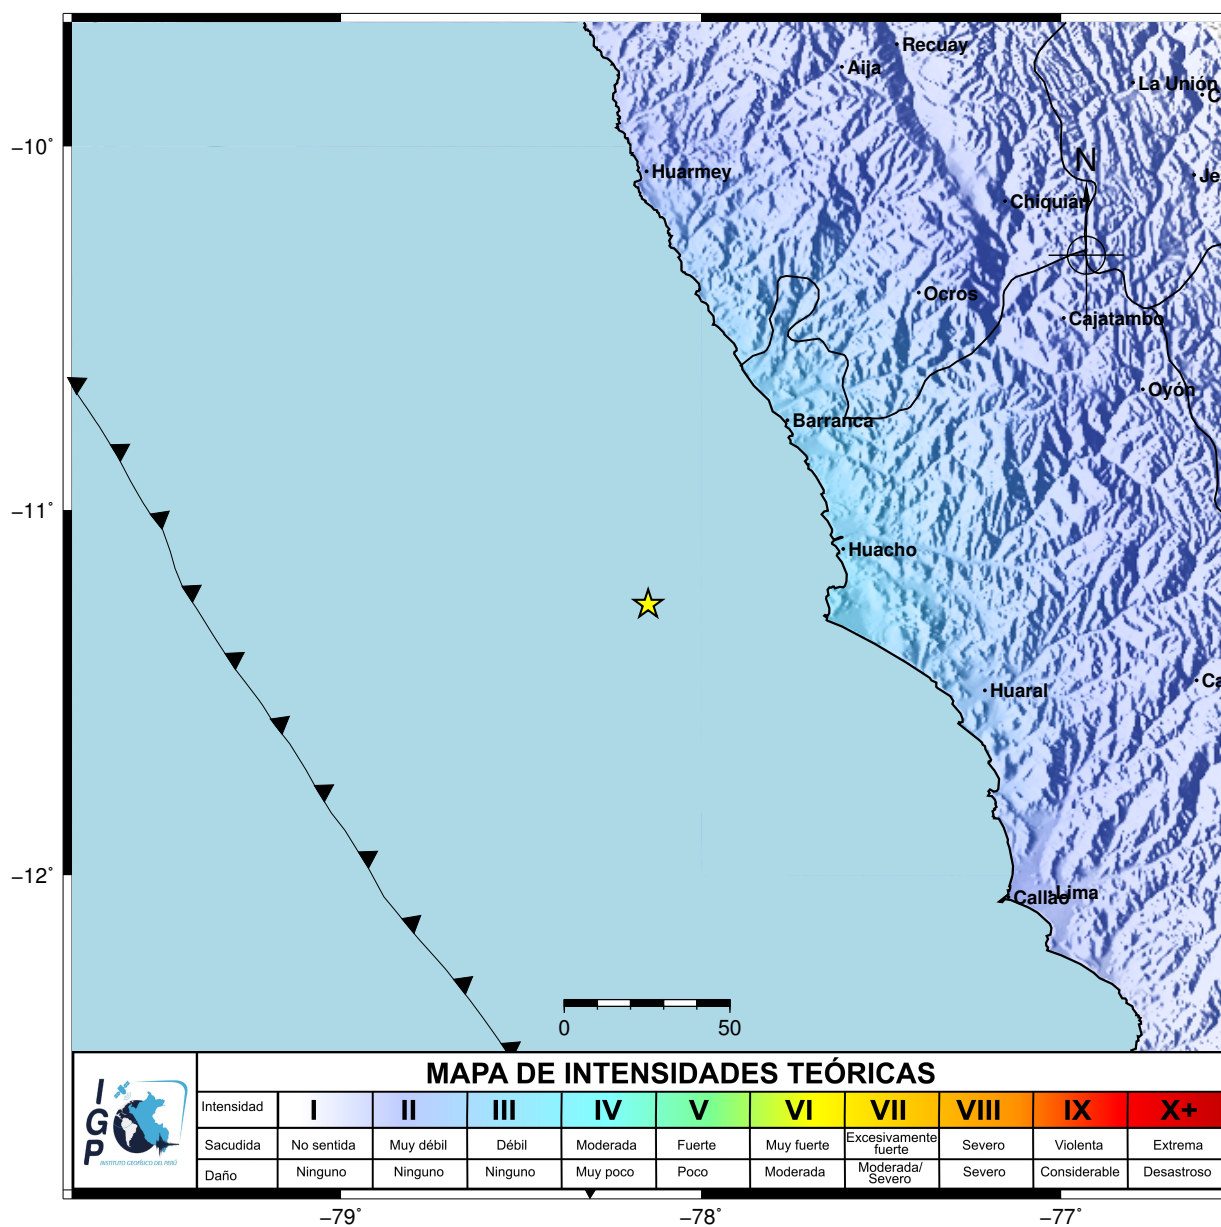 Recuay
Aija
La Unión
C
−10˚
N
Huarmey
Je
Chiquián
Ocros
Cajatambo
Oyón
Barranca
−11˚
Huacho
Ca
Huaral
−12˚
Callao
Lima
0 50
MAPA DE INTENSIDADES TEÓRICAS
IGP
INSTITUTO GEOFÍSICO DEL PERÚ
Intensidad I II III IV V VI VII VIII IX X+
Sacudida No sentida Muy débil Débil Moderada Fuerte Muy fuerte Excesivamente fuerte Severo Violenta Extrema
Daño Ninguno Ninguno Ninguno Muy poco Poco Moderada Moderada/ Severo Severo Considerable Desastroso
−79˚ −78˚ −77˚